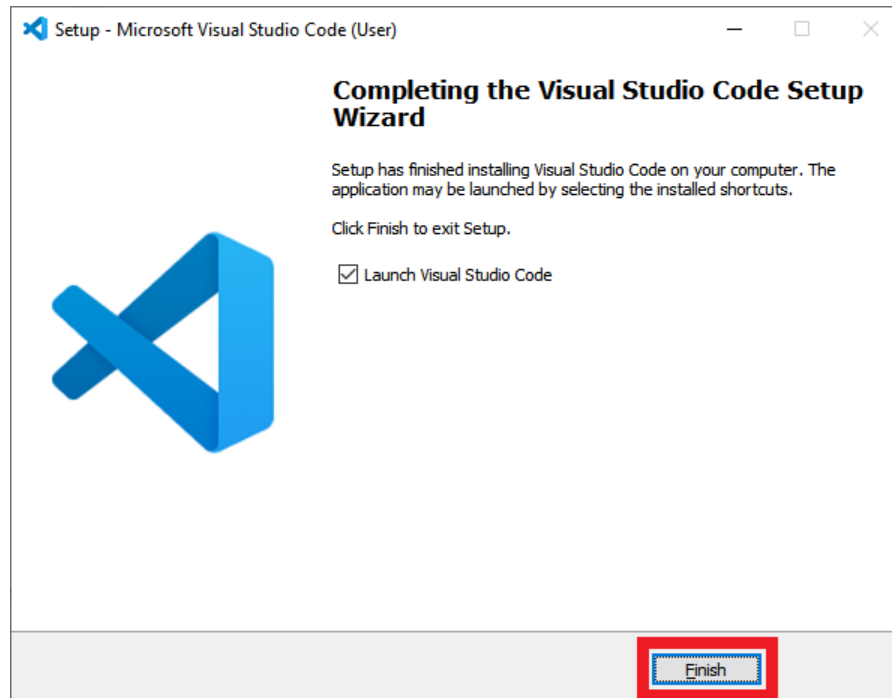 Setup - Microsoft Visual Studio Code (User)
Completing the Visual Studio Code Setup
Wizard
Setup has finished installing Visual Studio Code on your computer. The
application may be launched by selecting the installed shortcuts.
Click Finish to exit Setup.
Launch Visual Studio Code
Finish